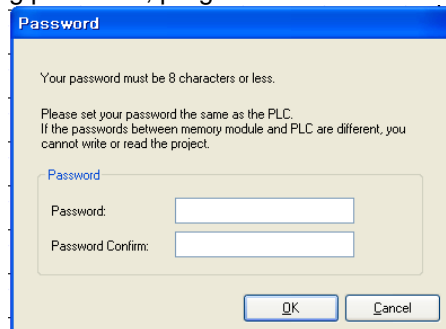 Password
Your password must be 8 characters or less.
Please set your password the same as the PLC.
If the passwords between memory module and PLC are different, you
cannot write or read the project.
Password
Password:
Password Confirm:
OK
Cancel